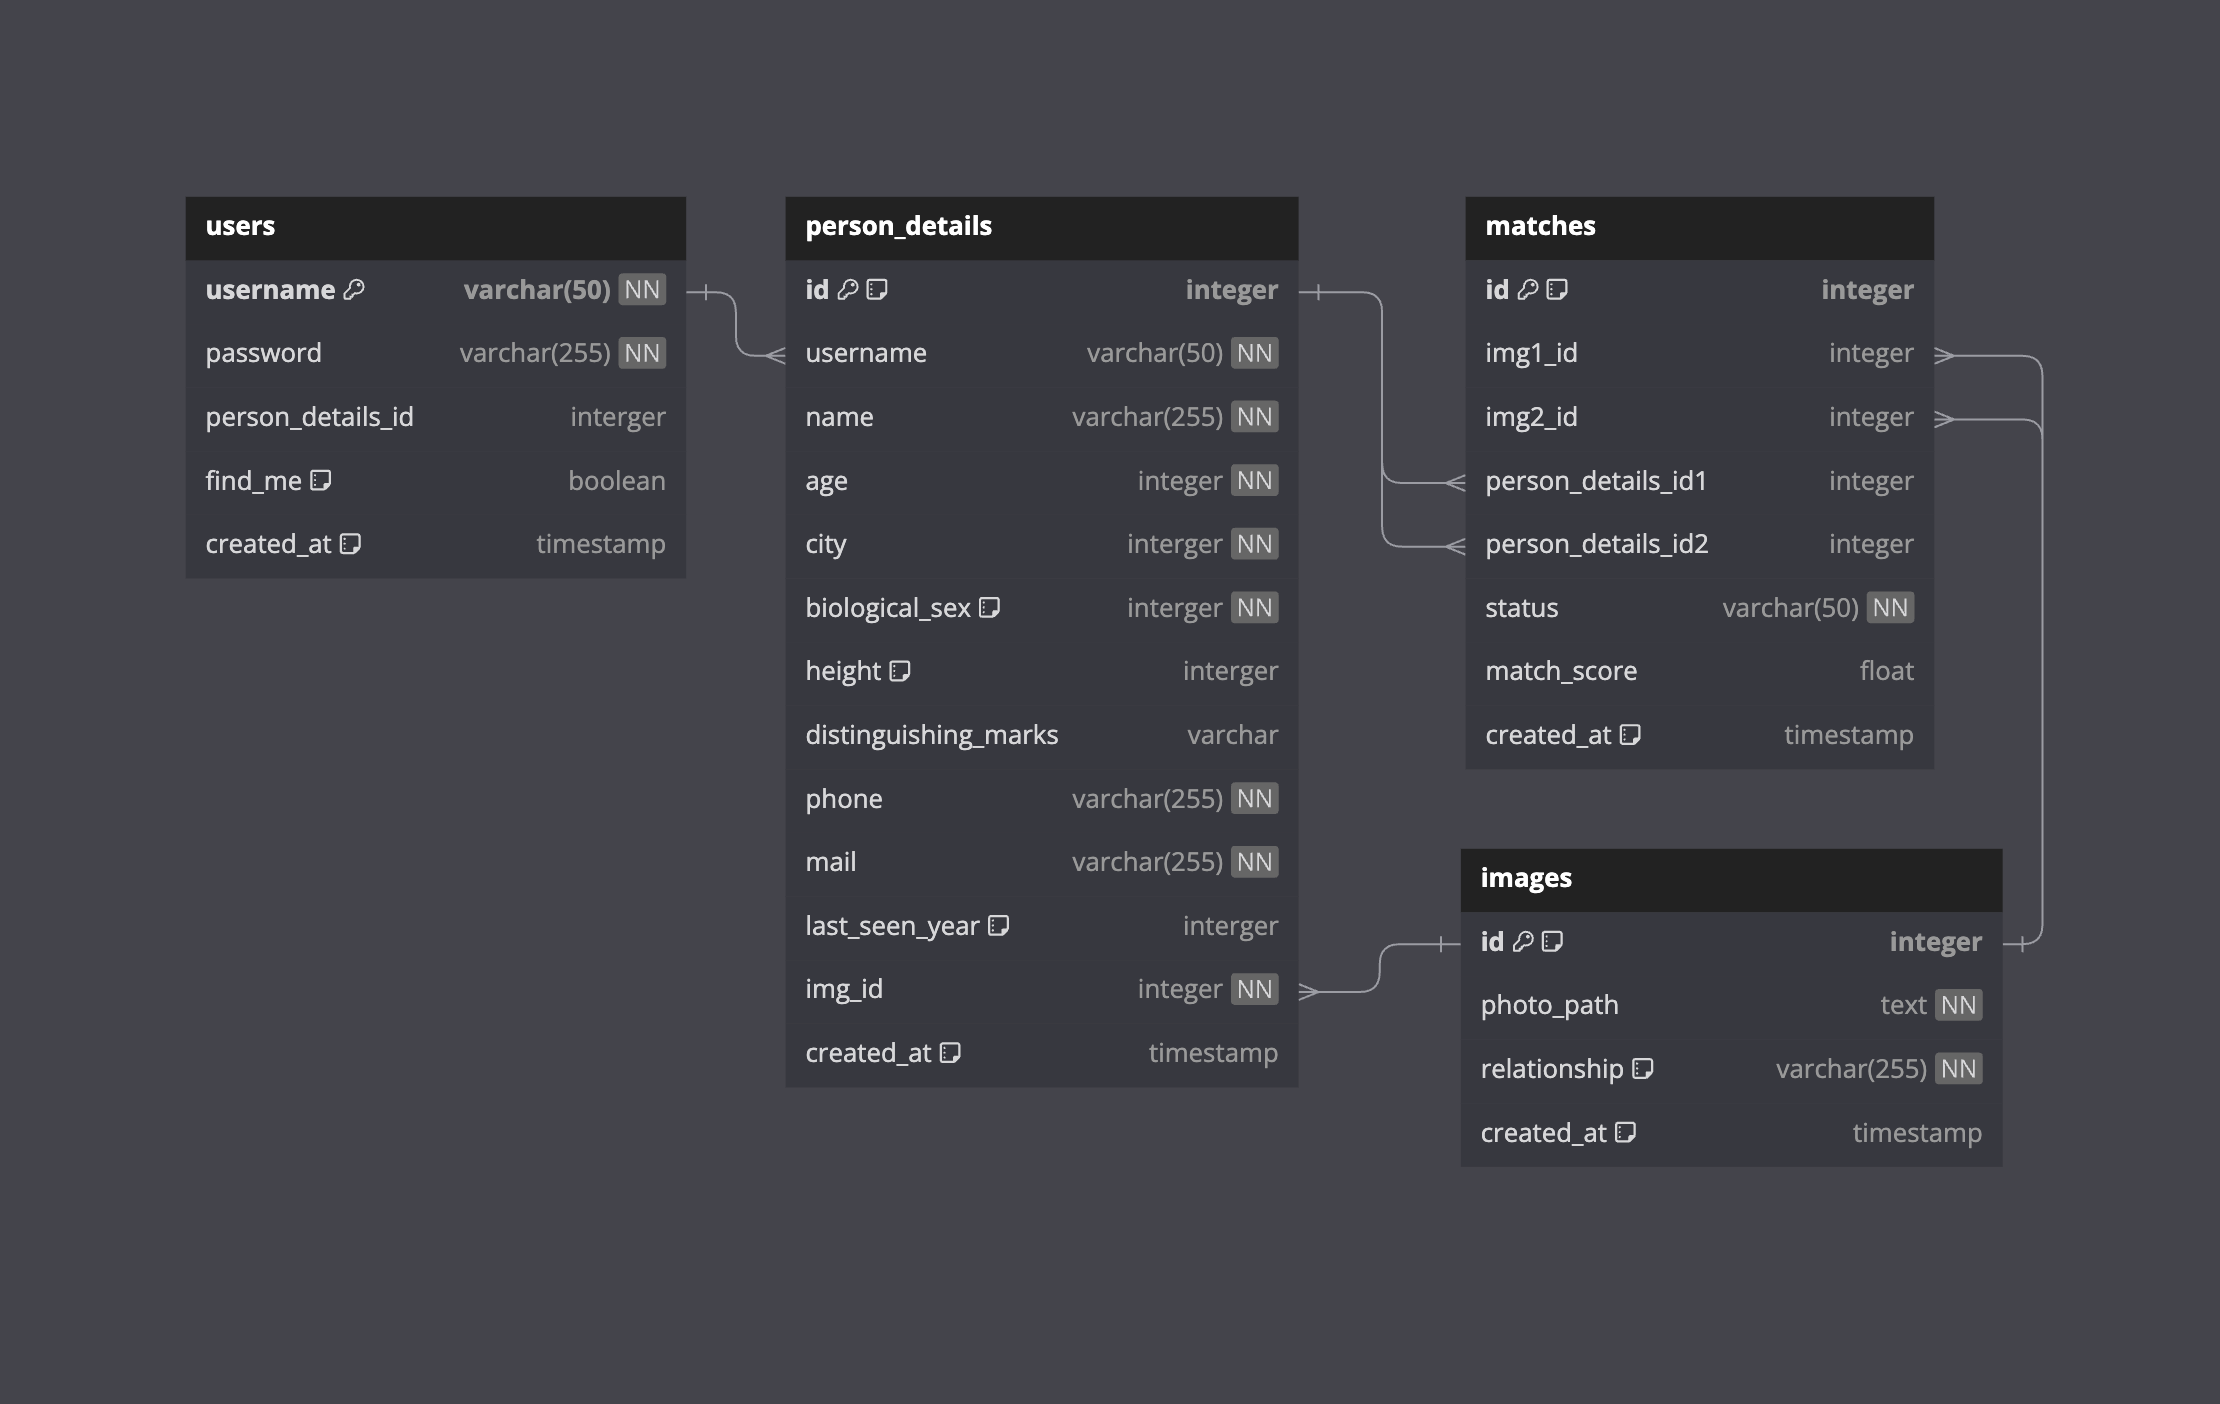 users
username varchar(50) NN
password varchar(255) NN
person_details_id interger
find_me boolean
created_at timestamp
person_details
id integer
username varchar(50) NN
name varchar(255) NN
age integer NN
city interger NN
biological_sex interger NN
height interger
distinguishing_marks varchar
phone varchar(255) NN
mail varchar(255) NN
last_seen_year interger
img_id integer NN
created_at timestamp
matches
id integer
img1_id integer
img2_id integer
person_details_id1 integer
person_details_id2 integer
status varchar(50) NN
match_score float
created_at timestamp
images
id integer
photo_path text NN
relationship varchar(255) NN
created_at timestamp